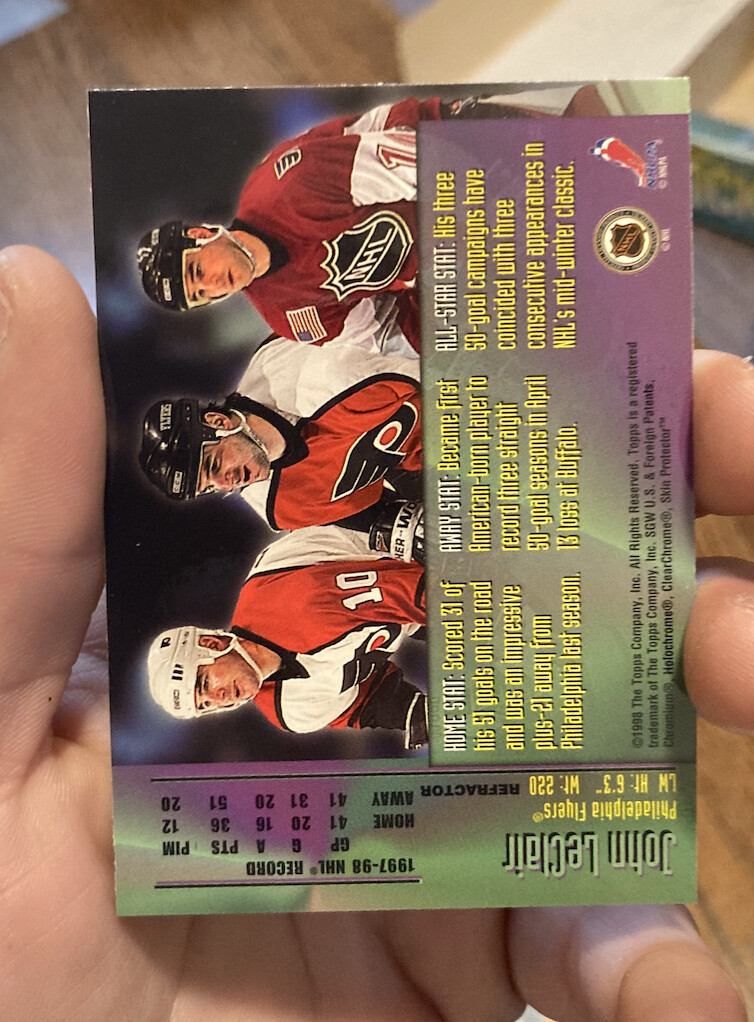 John LeClair
Philadelphia Flyers®
LW Ht: 6'3" Wt: 220
REFRACTOR
1997-98 NHL® RECORD
GP G A PTS PIM
HOME 41 20 16 36 12
AWAY 41 31 20 51 20
HOME STAT: Scored 31 of
his 51 goals on the road
and was an impressive
plus-21 away from
Philadelphia last season.
AWAY STAT: Became first
American-born player to
record three straight
50-goal seasons in April
13 loss at Buffalo.
ALL-STAR STAT: His three
50-goal campaigns have
coincided with three
consecutive appearances in
NHL's mid-winter classic.
©1998 The Topps Company, Inc. All Rights Reserved. Topps is a registered
trademark of The Topps Company, Inc. SGW U.S. & Foreign Patents,
Chromium®, Holochrome®, ClearChrome®, Skin Protector™
© NHL
NHLPA
© NHLPA
NHL
NHL
10